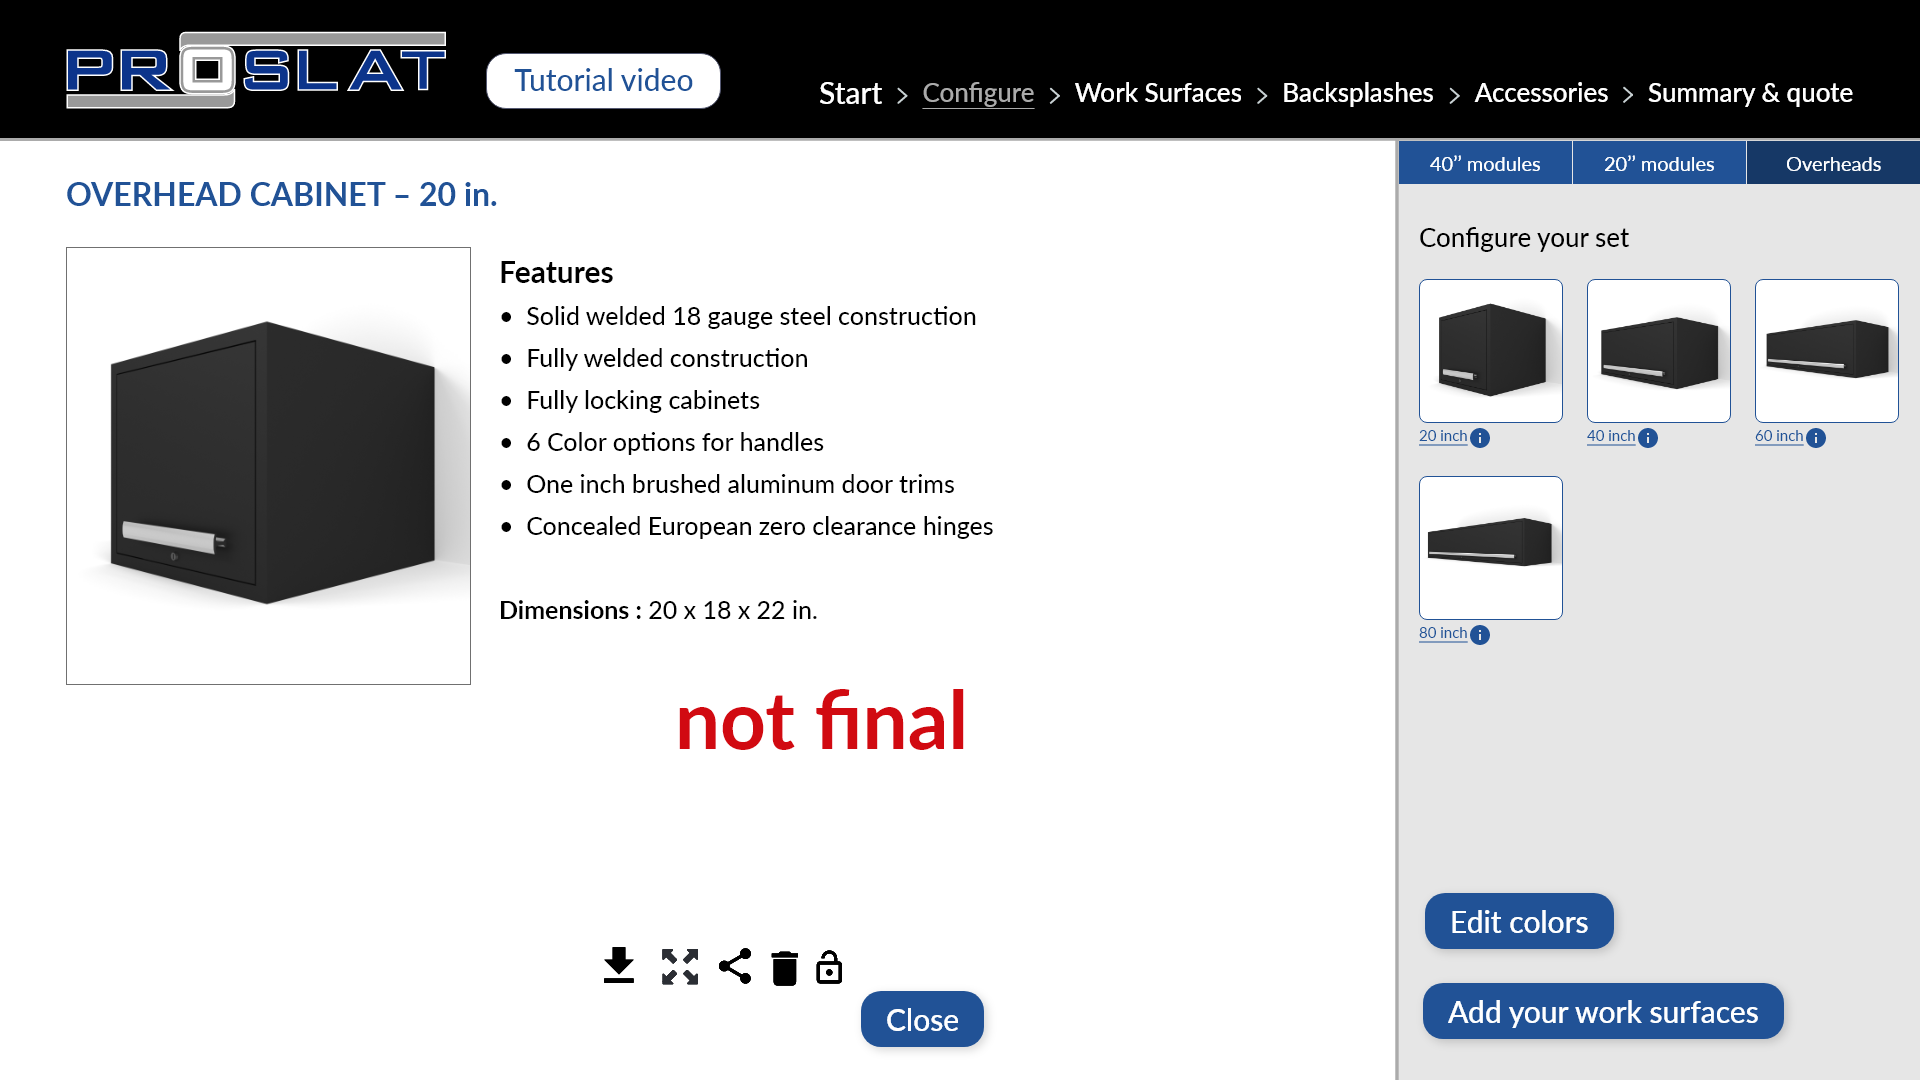 PROSLAT
Tutorial video
Start > Configure > Work Surfaces > Backsplashes > Accessories > Summary & quote
40’’ modules 20’’ modules Overheads
OVERHEAD CABINET – 20 in.
Features
• Solid welded 18 gauge steel construction
• Fully welded construction
• Fully locking cabinets
• 6 Color options for handles
• One inch brushed aluminum door trims
• Concealed European zero clearance hinges
Dimensions : 20 x 18 x 22 in.
not final
Close
Configure your set
20 inch i 40 inch i 60 inch i
80 inch i
Edit colors
Add your work surfaces